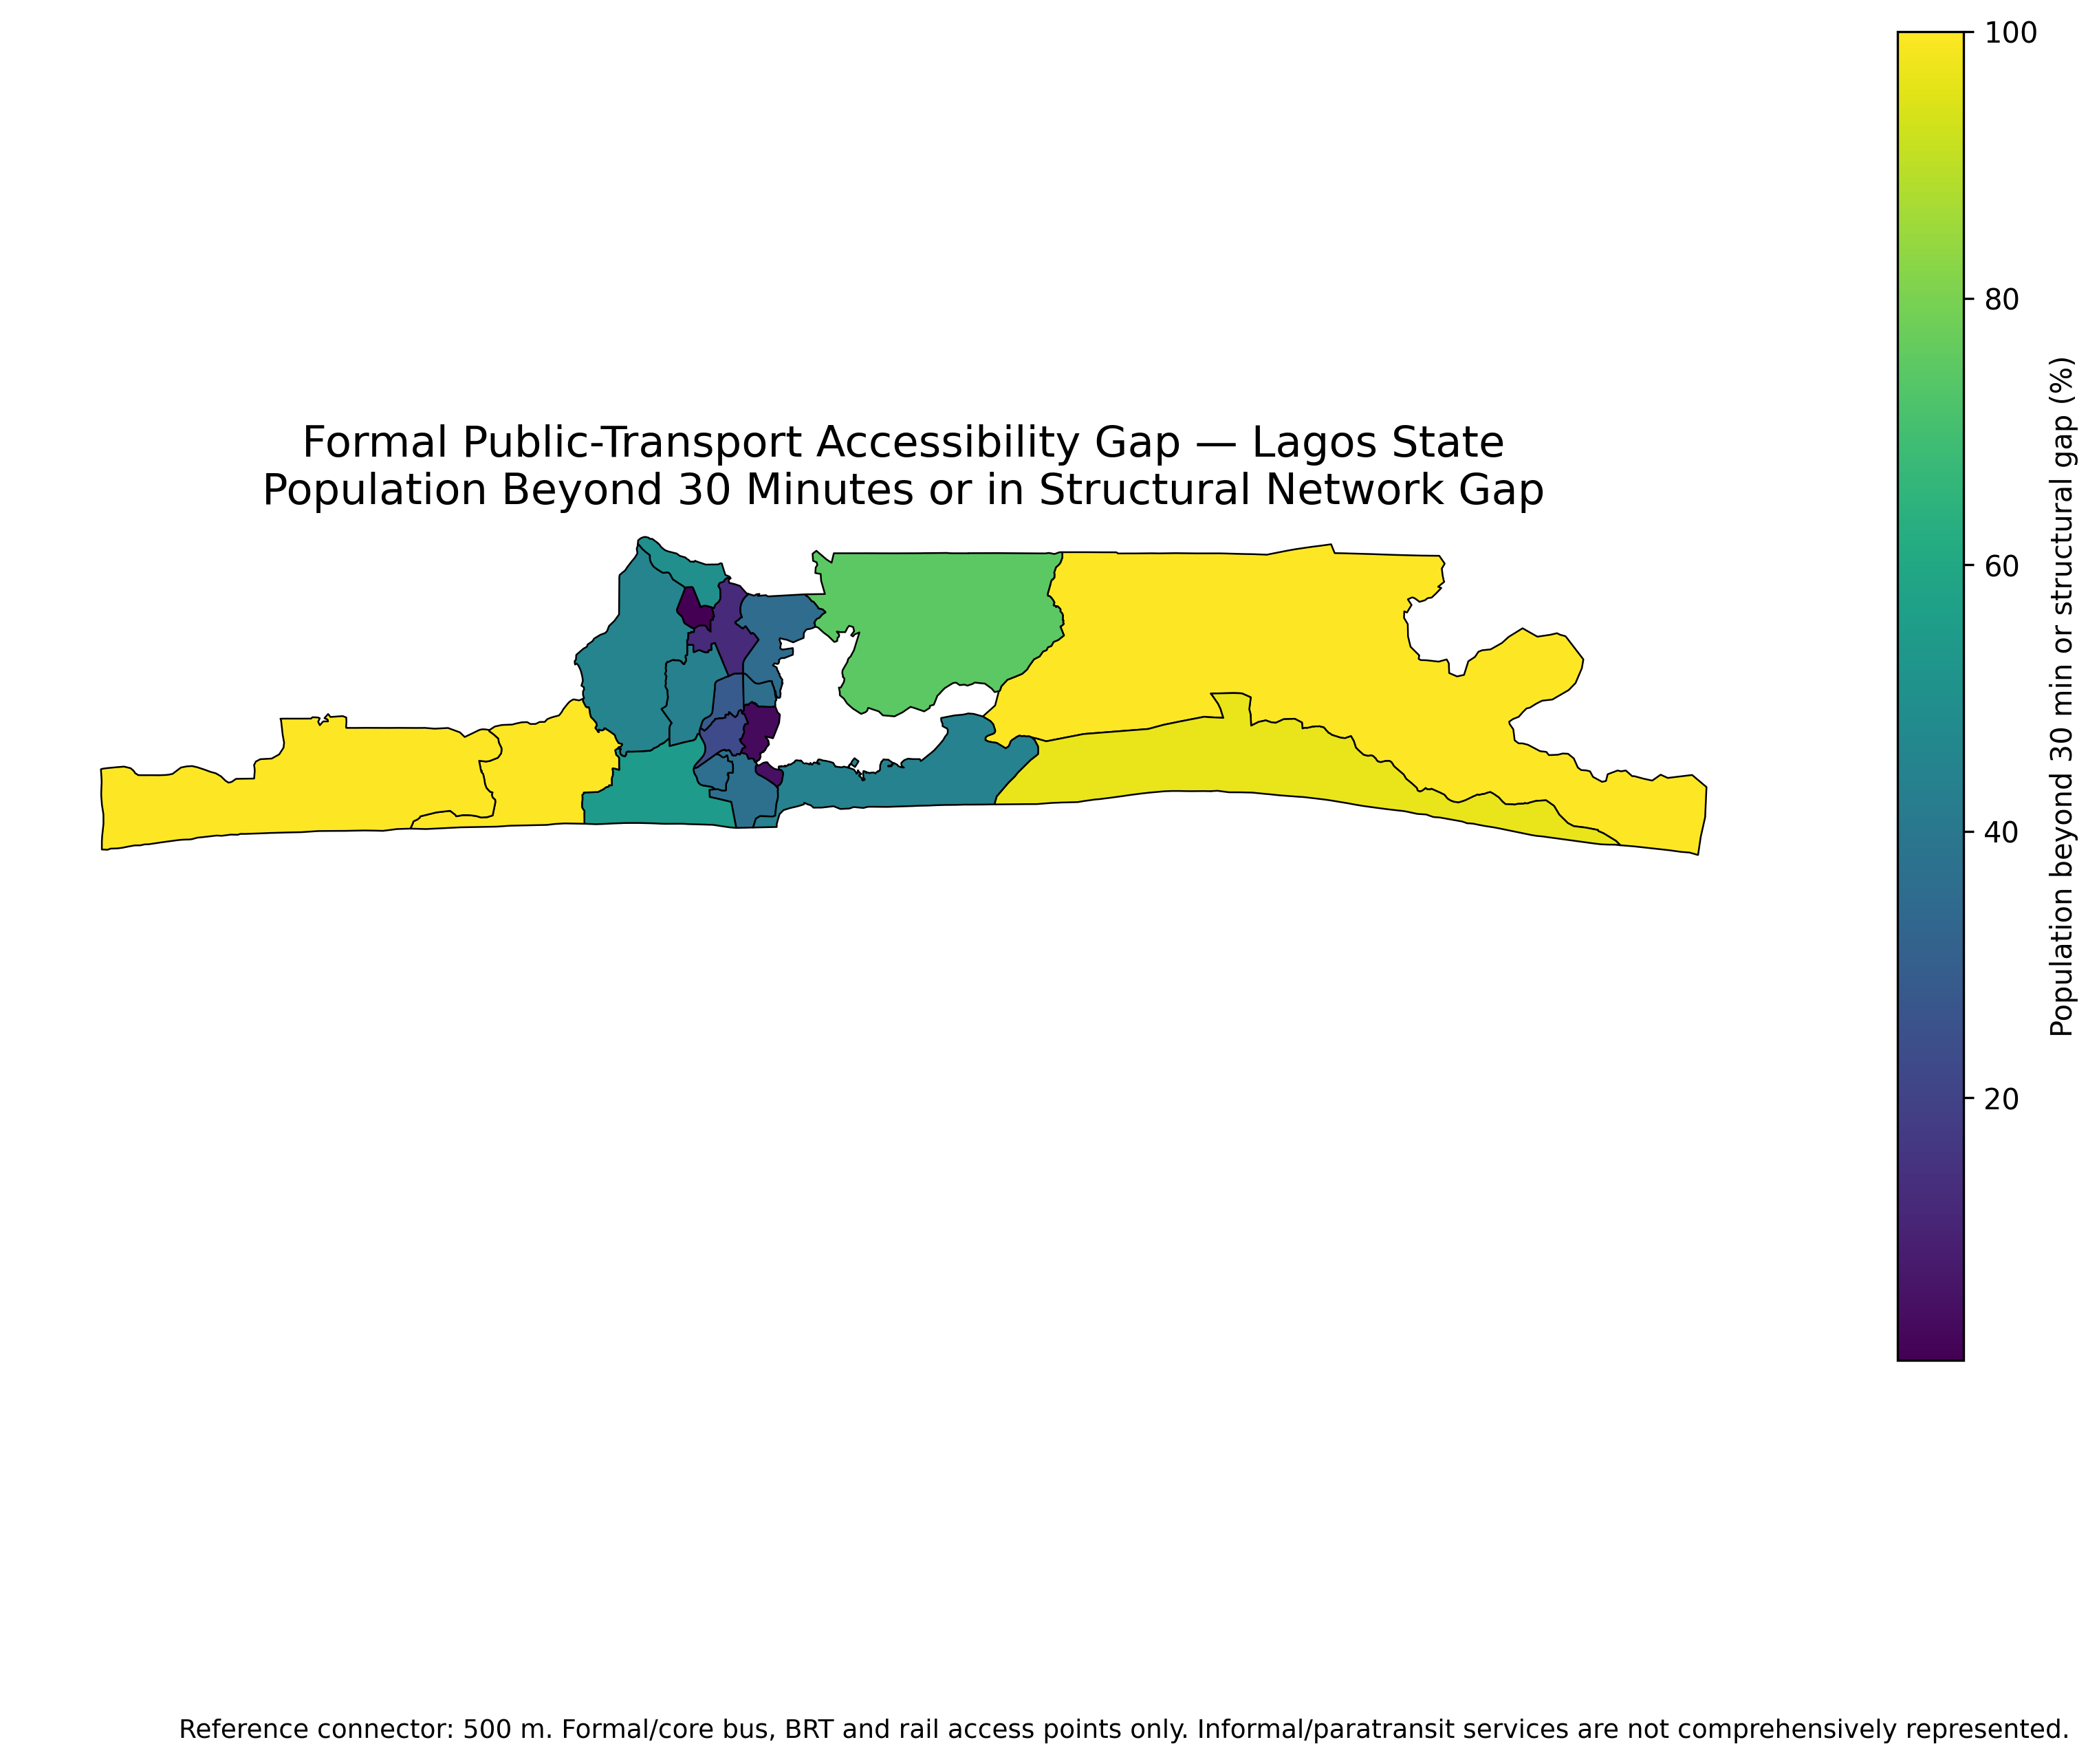 Formal Public-Transport Accessibility Gap — Lagos State
Population Beyond 30 Minutes or in Structural Network Gap
100
80
60
40
20
Population beyond 30 min or structural gap (%)
Reference connector: 500 m. Formal/core bus, BRT and rail access points only. Informal/paratransit services are not comprehensively represented.